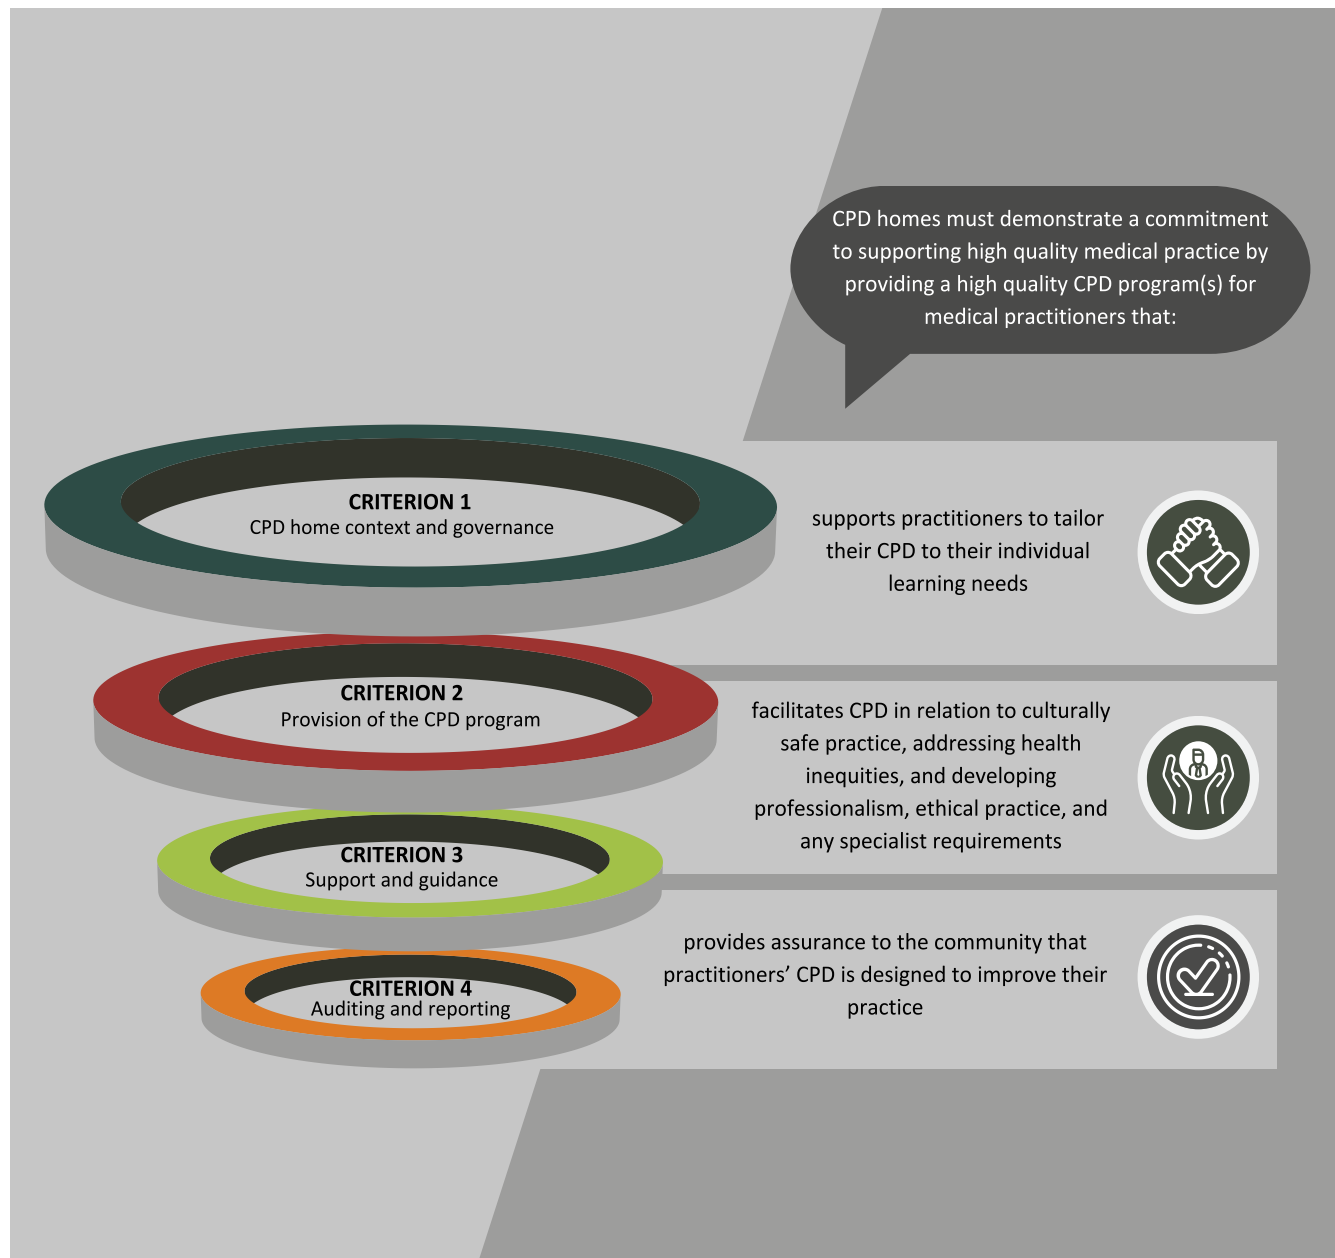 CPD homes must demonstrate a commitment
to supporting high quality medical practice by
providing a high quality CPD program(s) for
medical practitioners that:
CRITERION 1
CPD home context and governance
supports practitioners to tailor
their CPD to their individual
learning needs
CRITERION 2
Provision of the CPD program
facilitates CPD in relation to culturally
safe practice, addressing health
inequities, and developing
professionalism, ethical practice, and
any specialist requirements
CRITERION 3
Support and guidance
provides assurance to the community that
practitioners’ CPD is designed to improve their
practice
CRITERION 4
Auditing and reporting